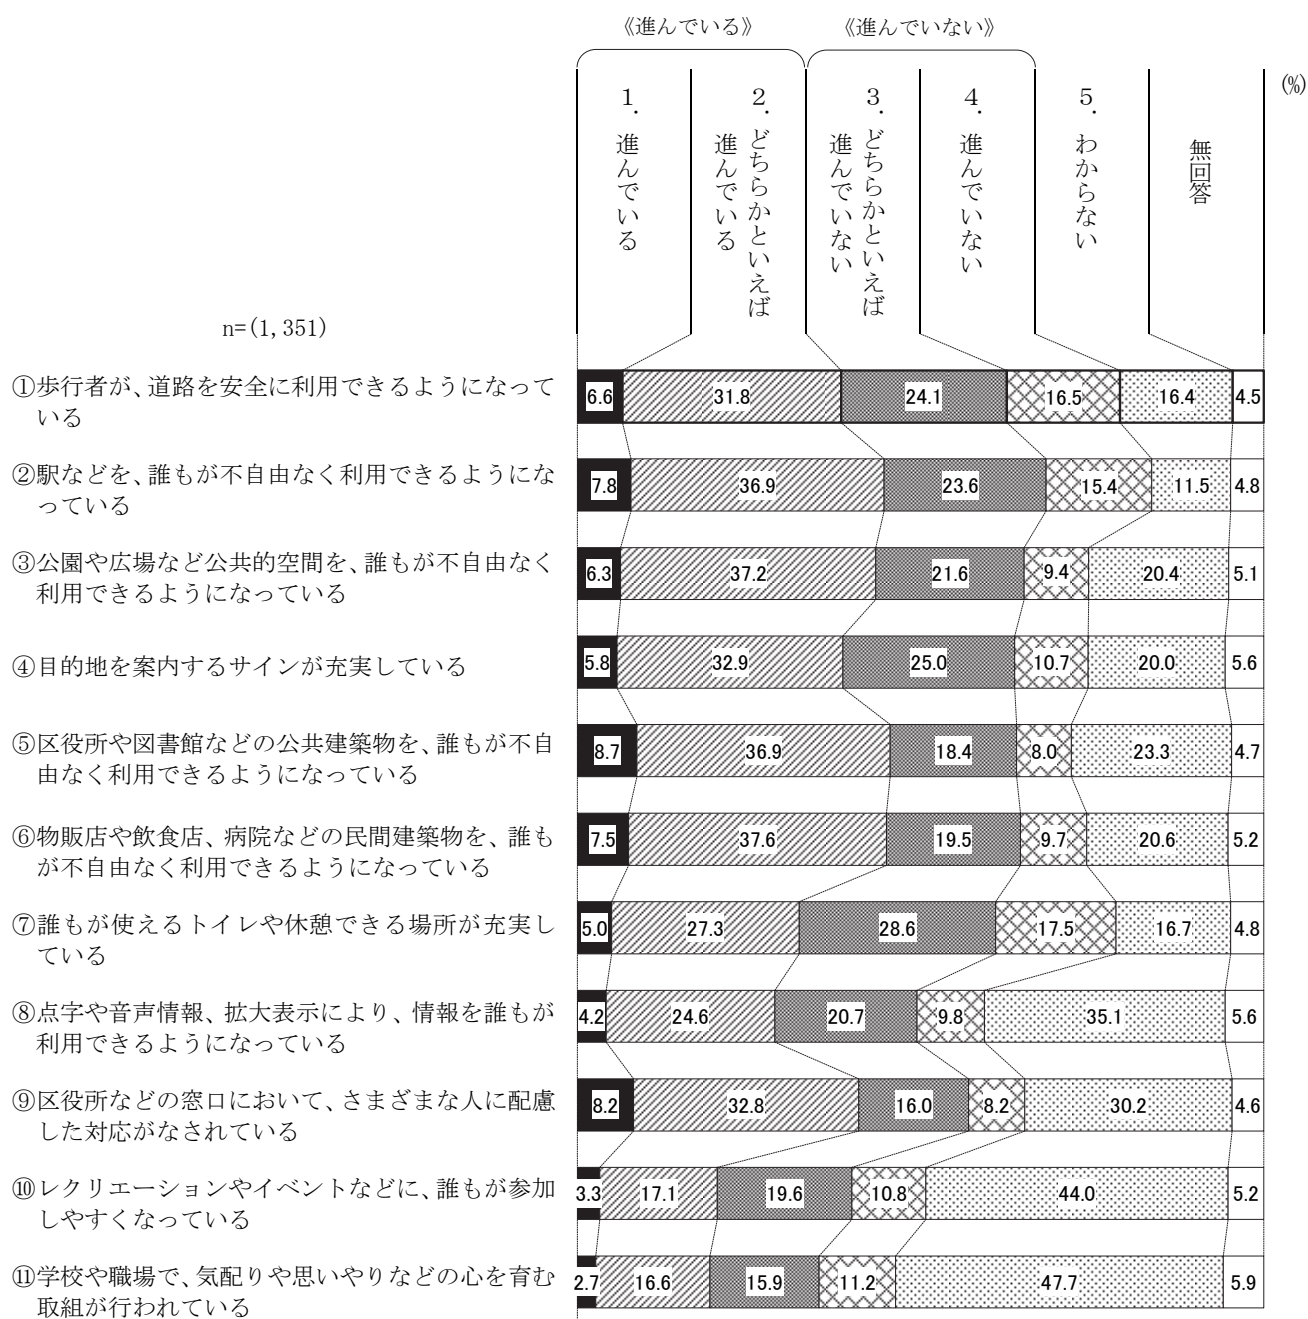 《進んでいる》
《進んでいない》
(%)
1．進んでいる
2．どちらかといえば
進んでいる
3．どちらかといえば
進んでいない
4．進んでいない
5．わからない
無回答
n=(1,351)
①歩行者が、道路を安全に利用できるようになって
いる
6.6 31.8 24.1 16.5 16.4 4.5
②駅などを、誰もが不自由なく利用できるようにな
っている
7.8 36.9 23.6 15.4 11.5 4.8
③公園や広場など公共的空間を、誰もが不自由なく
利用できるようになっている
6.3 37.2 21.6 9.4 20.4 5.1
④目的地を案内するサインが充実している
5.8 32.9 25.0 10.7 20.0 5.6
⑤区役所や図書館などの公共建築物を、誰もが不自
由なく利用できるようになっている
8.7 36.9 18.4 8.0 23.3 4.7
⑥物販店や飲食店、病院などの民間建築物を、誰も
が不自由なく利用できるようになっている
7.5 37.6 19.5 9.7 20.6 5.2
⑦誰もが使えるトイレや休憩できる場所が充実し
ている
5.0 27.3 28.6 17.5 16.7 4.8
⑧点字や音声情報、拡大表示により、情報を誰もが
利用できるようになっている
4.2 24.6 20.7 9.8 35.1 5.6
⑨区役所などの窓口において、さまざまな人に配慮
した対応がなされている
8.2 32.8 16.0 8.2 30.2 4.6
⑩レクリエーションやイベントなどに、誰もが参加
しやすくなっている
3.3 17.1 19.6 10.8 44.0 5.2
⑪学校や職場で、気配りや思いやりなどの心を育む
取組が行われている
2.7 16.6 15.9 11.2 47.7 5.9